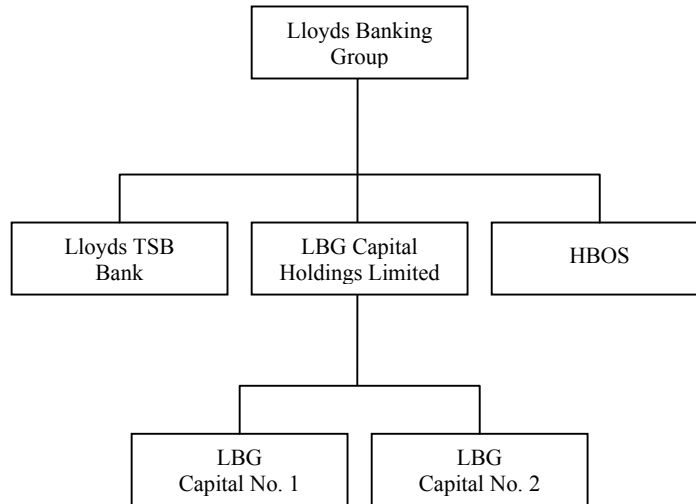 Lloyds Banking
Group
Lloyds TSB
Bank
LBG Capital
Holdings Limited
HBOS
LBG
Capital No. 1
LBG
Capital No. 2